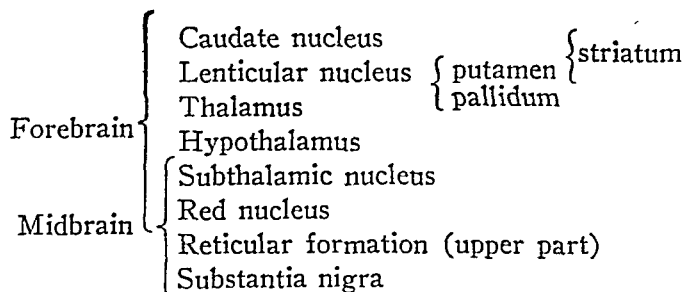 Caudate nucleus
Lenticular nucleus { putamen { striatum
Thalamus { pallidum
Forebrain {
Hypothalamus
Subthalamic nucleus
Midbrain { Red nucleus
Reticular formation (upper part)
Substantia nigra